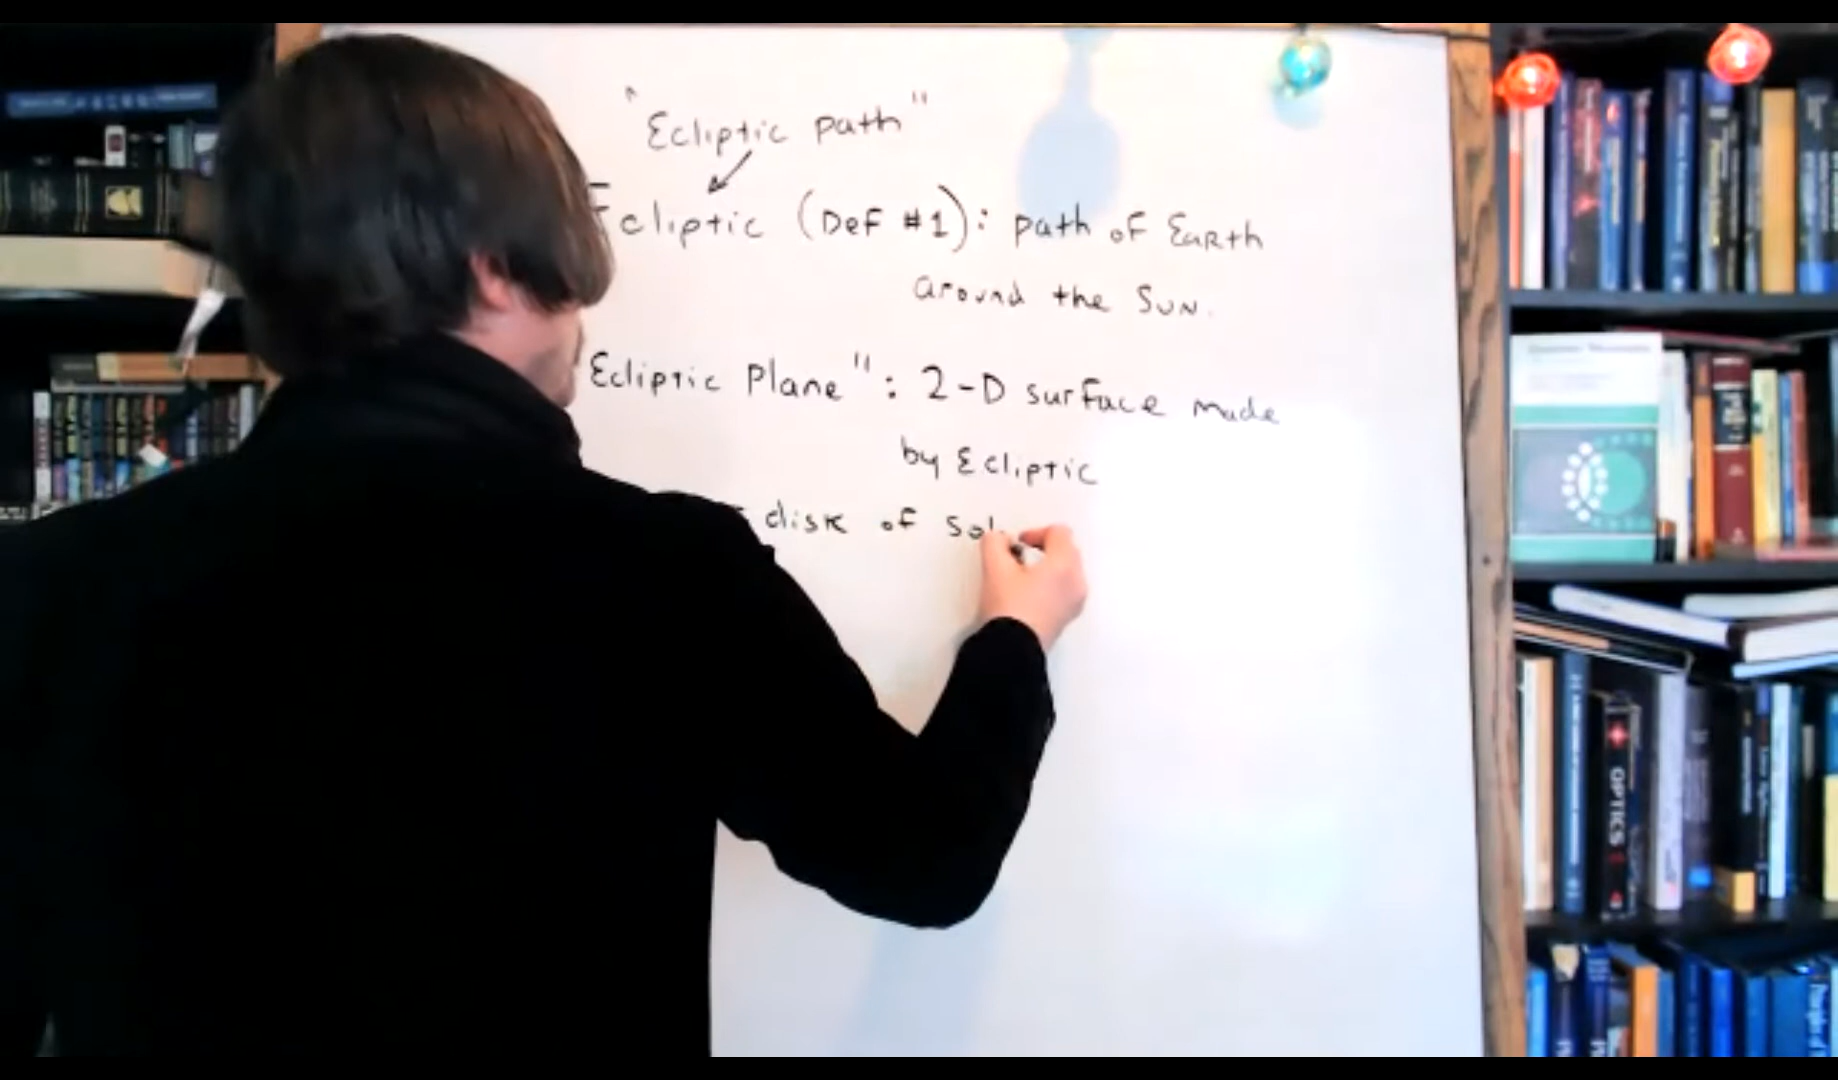 "Ecliptic path"
Ecliptic (Def #1): path of Earth
around the Sun.
Ecliptic Plane": 2-D surface made
by Ecliptic
disk of Sol
OPTICS